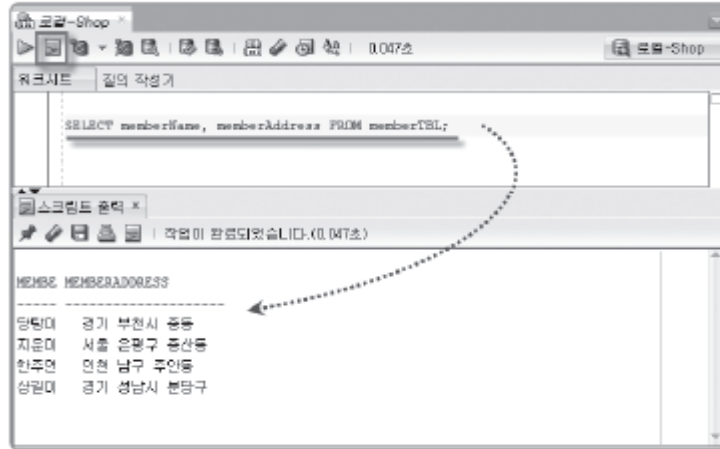 로컬-Shop
0.047초
로컬-Shop
워크시트 질의 작성기
SELECT memberName, memberAddress FROM memberTBL;
스크립트 출력 ×
작업이 완료되었습니다.(0.047초)
MEMBE MEMBERADDRESS
----- --------------------
당탕이 경기 부천시 중동
지운이 서울 은평구 증산동
한주연 인천 남구 주안동
상길이 경기 성남시 분당구